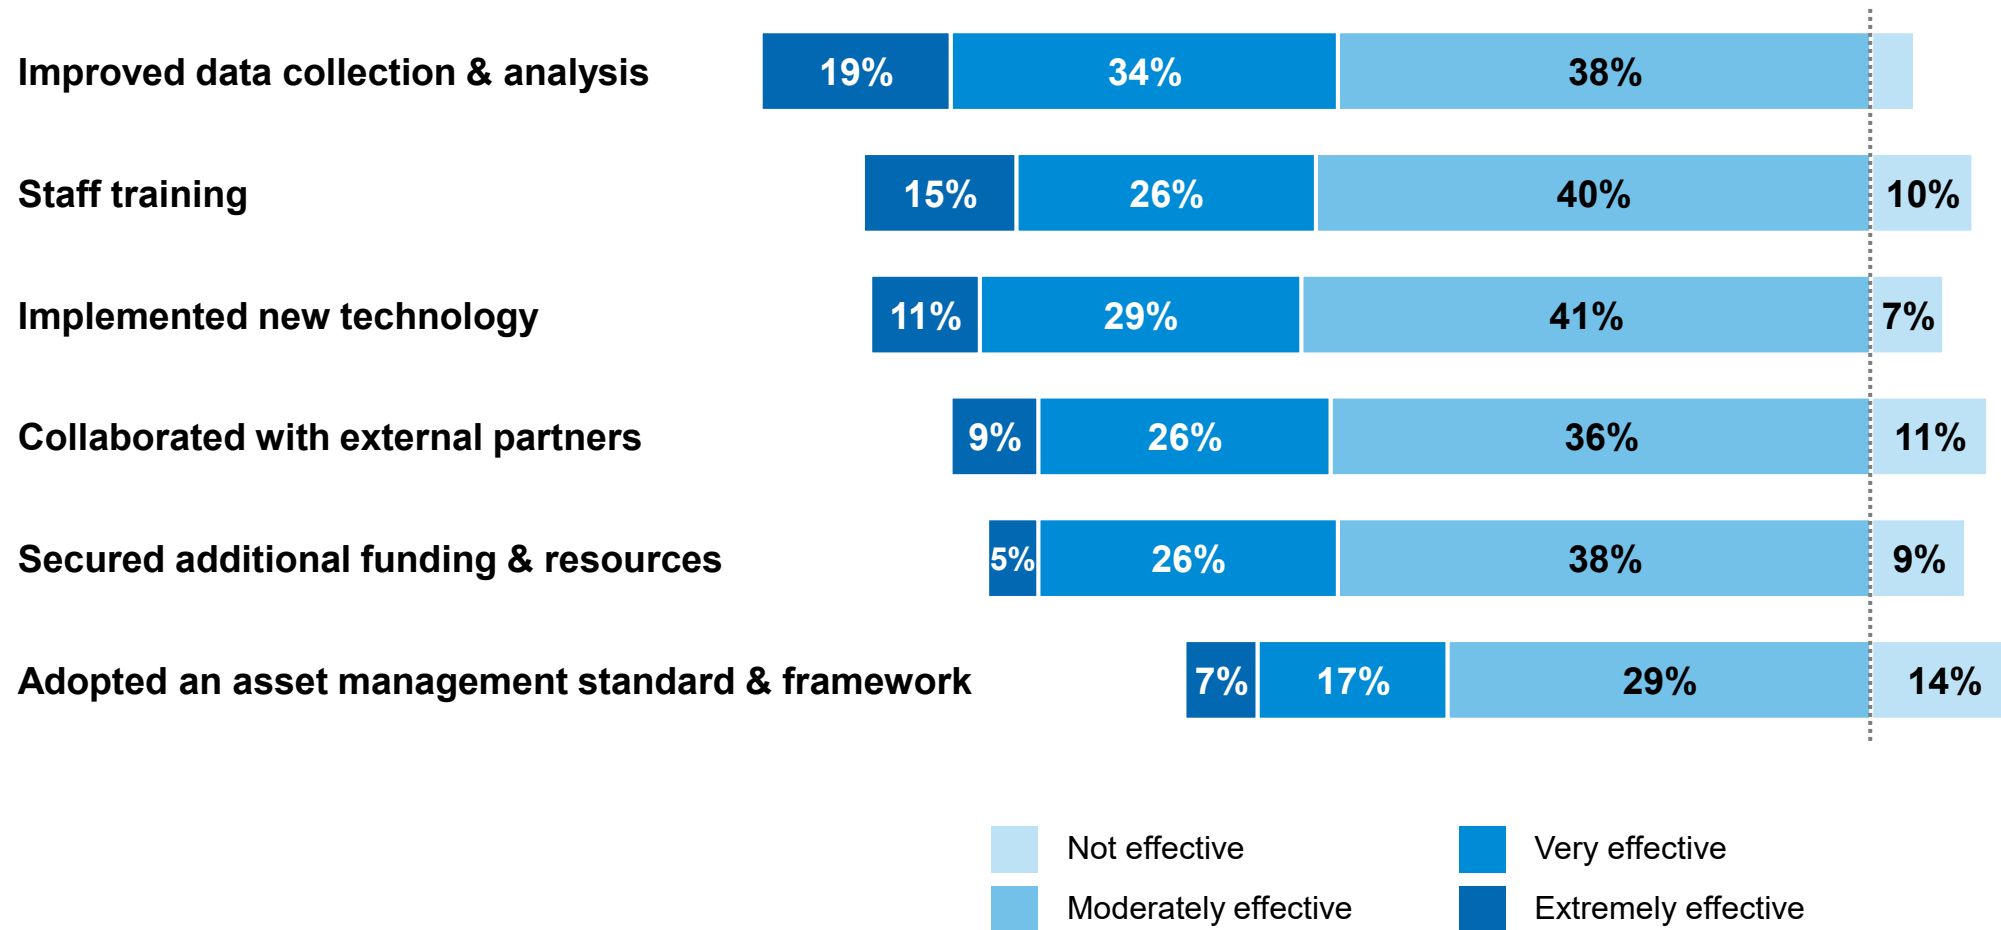 Improved data collection & analysis 19% 34% 38%
Staff training 15% 26% 40% 10%
Implemented new technology 11% 29% 41% 7%
Collaborated with external partners 9% 26% 36% 11%
Secured additional funding & resources 5% 26% 38% 9%
Adopted an asset management standard & framework 7% 17% 29% 14%
Not effective Very effective
Moderately effective Extremely effective